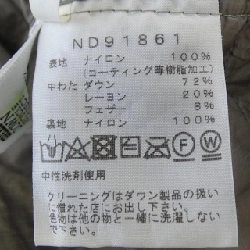 ND91861
表地 ナイロン 100%
(コーティング等樹脂加工)
中わた ダウン 72%
レーヨン 20%
フェザー 8%
裏地 ナイロン 100%
中性洗剤使用
クリーニングはダウン製品の扱い
に慣れた店にお出し下さい。
色物は他の物と一緒に洗濯しない
で下さい。